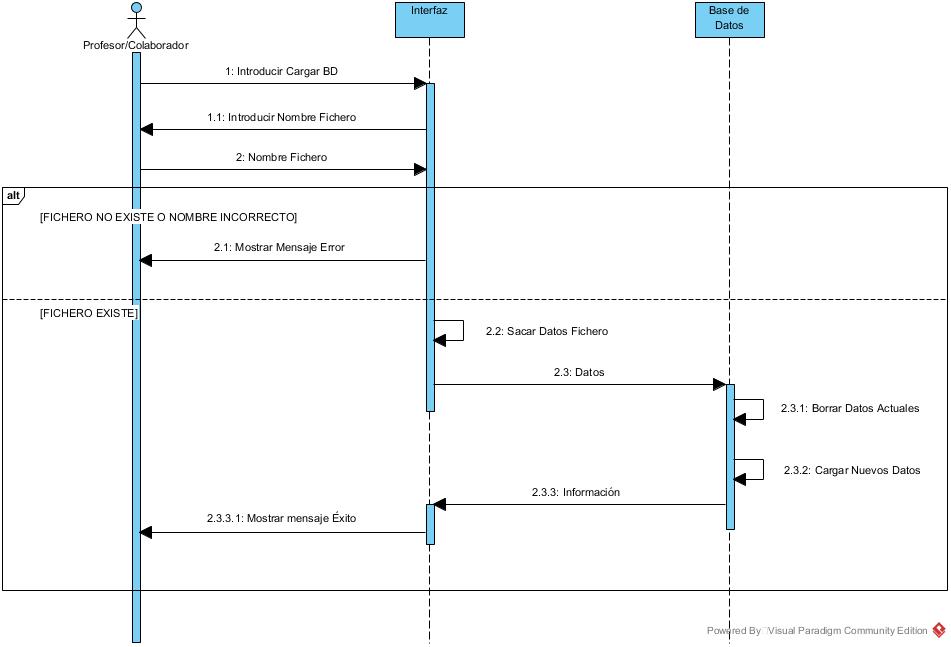 Interfaz
Base de
Datos
Profesor/Colaborador
1: Introducir Cargar BD
1.1: Introducir Nombre Fichero
2: Nombre Fichero
alt
[FICHERO NO EXISTE O NOMBRE INCORRECTO]
2.1: Mostrar Mensaje Error
[FICHERO EXISTE]
2.2: Sacar Datos Fichero
2.3: Datos
2.3.1: Borrar Datos Actuales
2.3.2: Cargar Nuevos Datos
2.3.3: Información
2.3.3.1: Mostrar mensaje Éxito
Powered By Visual Paradigm Community Edition